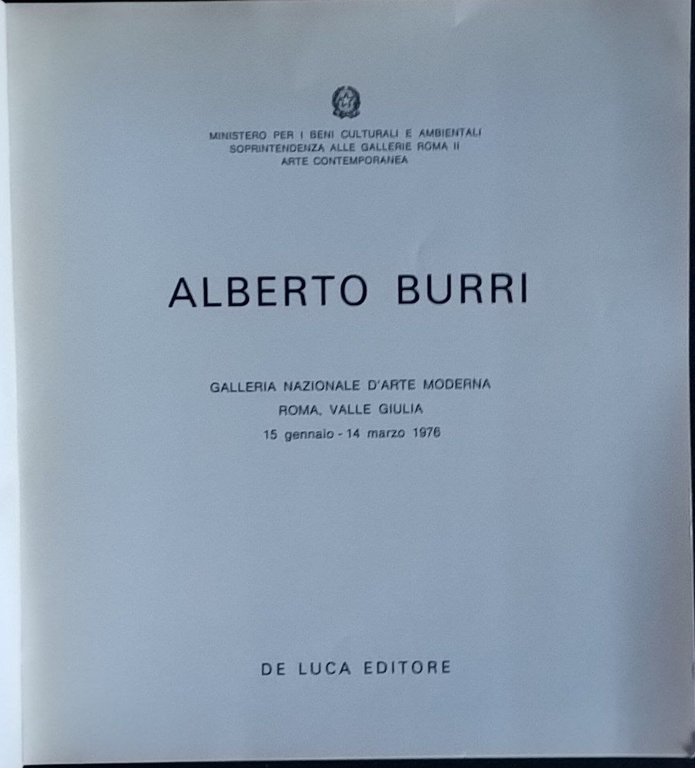 MINISTERO PER I BENI CULTURALI E AMBIENTALI
SOPRINTENDENZA ALLE GALLERIE ROMA II
ARTE CONTEMPORANEA
ALBERTO BURRI
GALLERIA NAZIONALE D'ARTE MODERNA
ROMA, VALLE GIULIA
15 gennaio - 14 marzo 1976
DE LUCA EDITORE